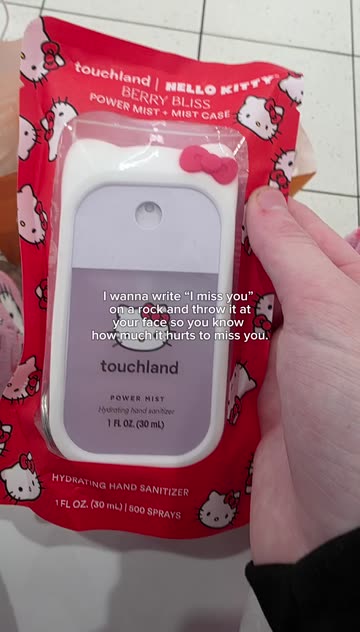 touchland | HELLO KITTY
BERRY BLISS
POWER MIST + MIST CASE
I wanna write “I miss you”
on a rock and throw it at
your face so you know
how much it hurts to miss you.
touchland
POWER MIST
Hydrating hand sanitizer
1 FL OZ. (30 mL)
HYDRATING HAND SANITIZER
1 FL OZ. (30 mL) | 500 SPRAYS